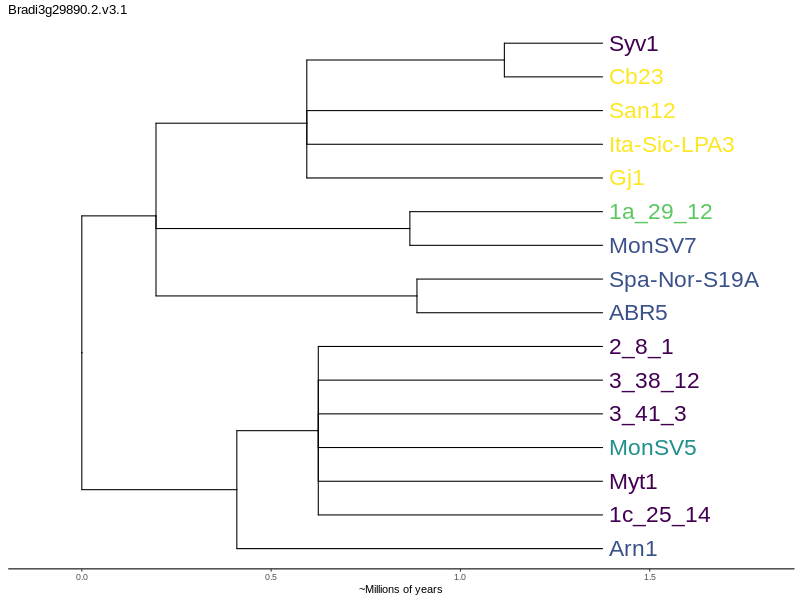 Bradi3g29890.2.v3.1
Syv1
Cb23
San12
Ita-Sic-LPA3
Gj1
1a_29_12
MonSV7
Spa-Nor-S19A
ABR5
2_8_1
3_38_12
3_41_3
MonSV5
Myt1
1c_25_14
Arn1
0.0 0.5 1.0 1.5
~Millions of years